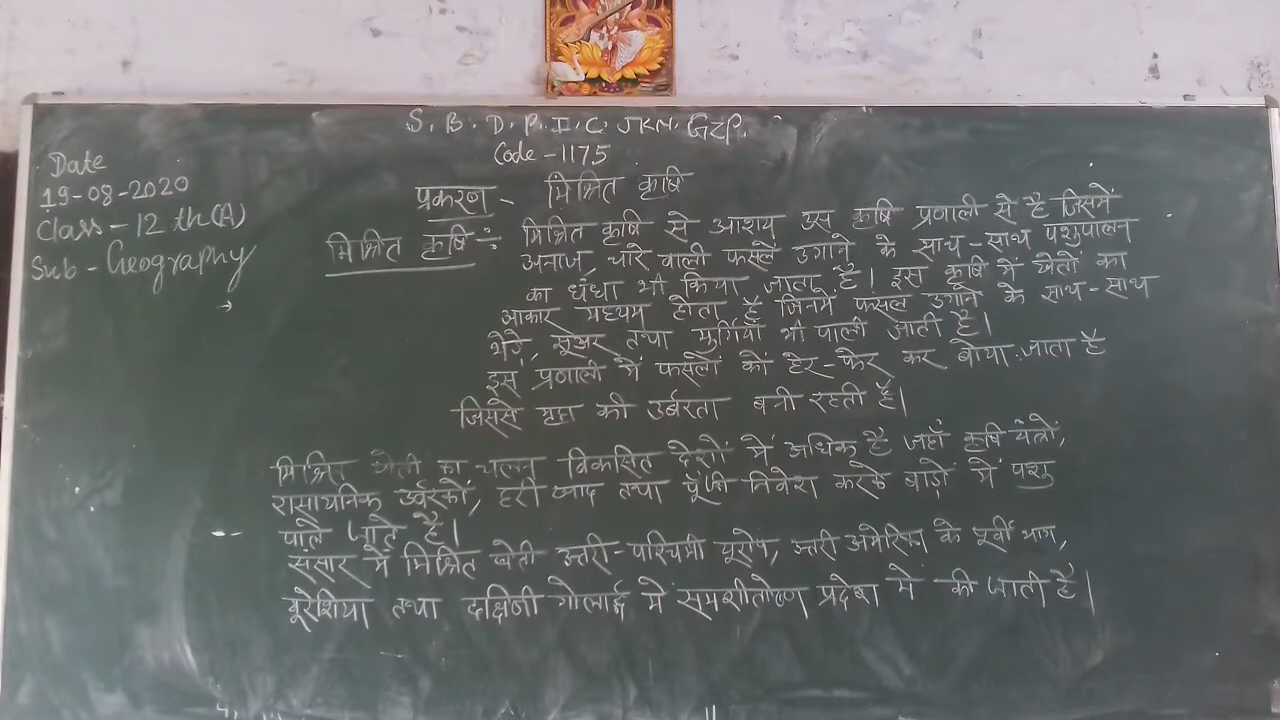 S. B. D. P. I. C. GZP.
Code - 1175
Date
19-08-2020
Class - 12 th (A)
Sub - Geography
प्रकरण - मिश्रित कृषि
मिश्रित कृषि ÷ मिश्रित कृषि से आशय उस कृषि प्रणाली से है जिसमें
अनाज, चारे वाली फसलें उगाने के साथ-साथ पशुपालन
का धंधा भी किया जाता है। इस कृषि में खेतों का
आकार मध्यम होता है जिनमें फसल उगाने के साथ-साथ
भेड़े, सूअर तथा मुर्गियाँ भी पाली जाती है।
इस प्रणाली में फसलों को हेर-फेर कर बोया जाता है
जिससे मृदा की उर्बरता बनी रहती है।
मिश्रित खेती का चलन विकसित देशों में अधिक है जहाँ कृषि यंत्रों,
रासायनिक उर्वरकों, हरी खाद तथा पूँजी निवेश करके बाड़ो में पशु
पाले जाते है।
संसार में मिश्रित खेती उत्तरी-पश्चिमी यूरोप, उत्तरी अमेरिका के पूर्वी भाग,
यूरेशिया तथा दक्षिणी गोलार्द्ध में समशीतोष्ण प्रदेश में की जाती है।